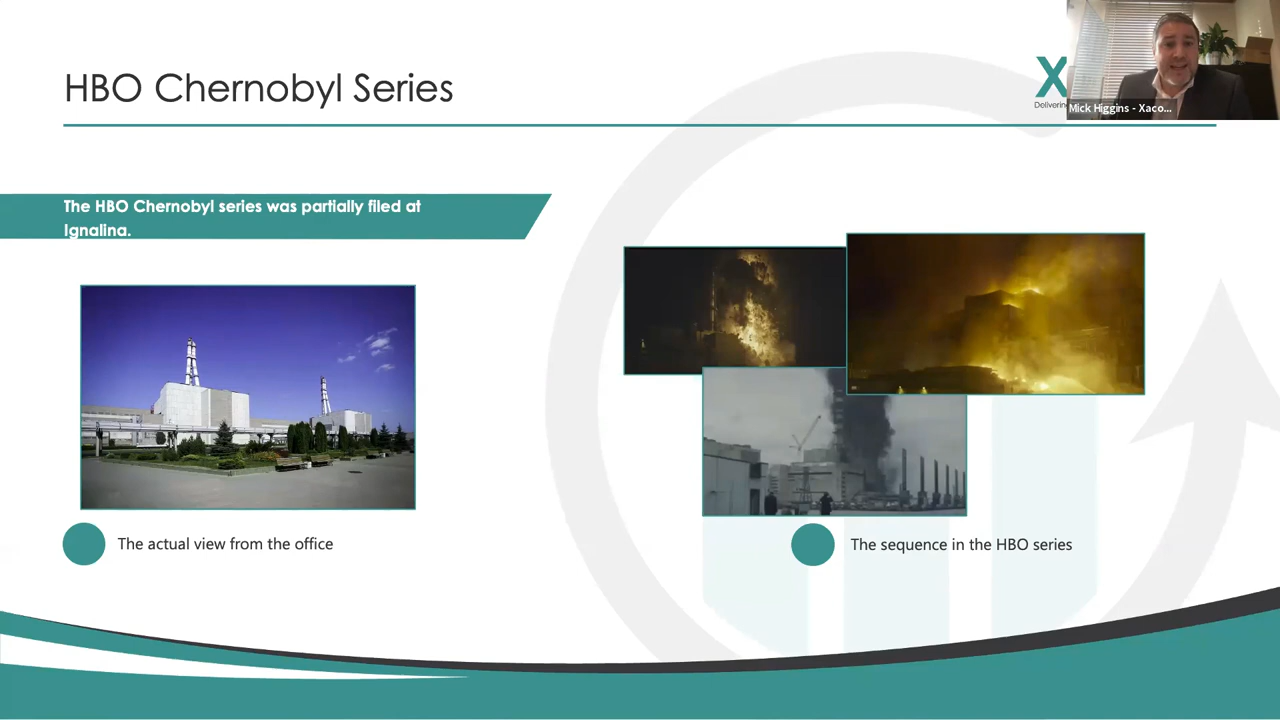 HBO Chernobyl Series
X
Delivering
Mick Higgins - Xaco...
The HBO Chernobyl series was partially filed at
Ignalina.
The actual view from the office
The sequence in the HBO series